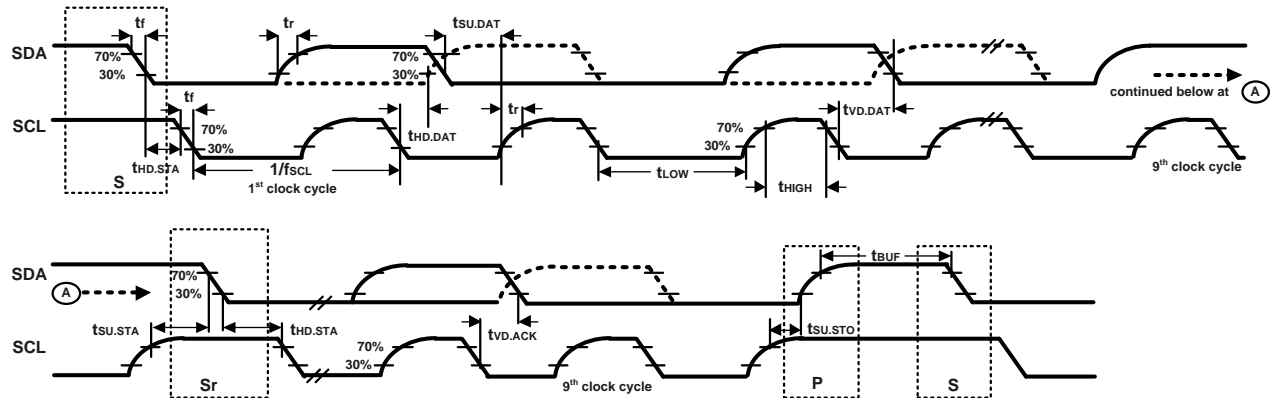 tf tr tSU.DAT
SDA 70% 30% 70% 30%
continued below at A
tf tHD.DAT tr tVD.DAT
SCL 70% 30% 70% 30%
tHD.STA 1/fSCL tLOW tHIGH
S 1st clock cycle 9th clock cycle
tBUF
SDA 70% 30%
A
tSU.STA tHD.STA tVD.ACK tSU.STO
SCL 70% 30%
Sr 9th clock cycle P S